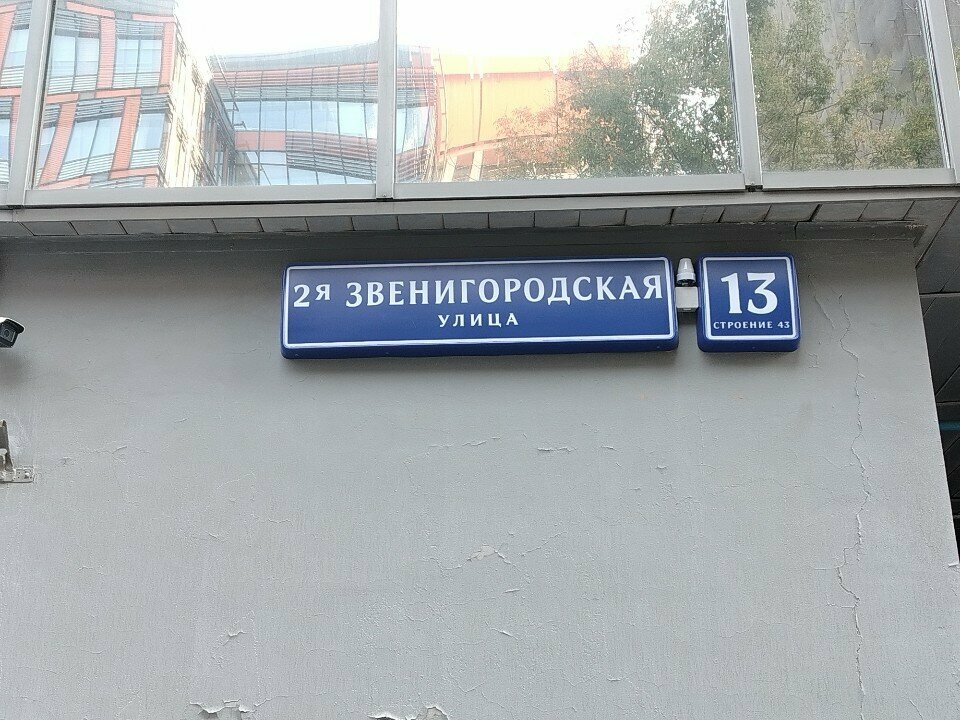 2я ЗВЕНИГОРОДСКАЯ
УЛИЦА
13
СТРОЕНИЕ 43